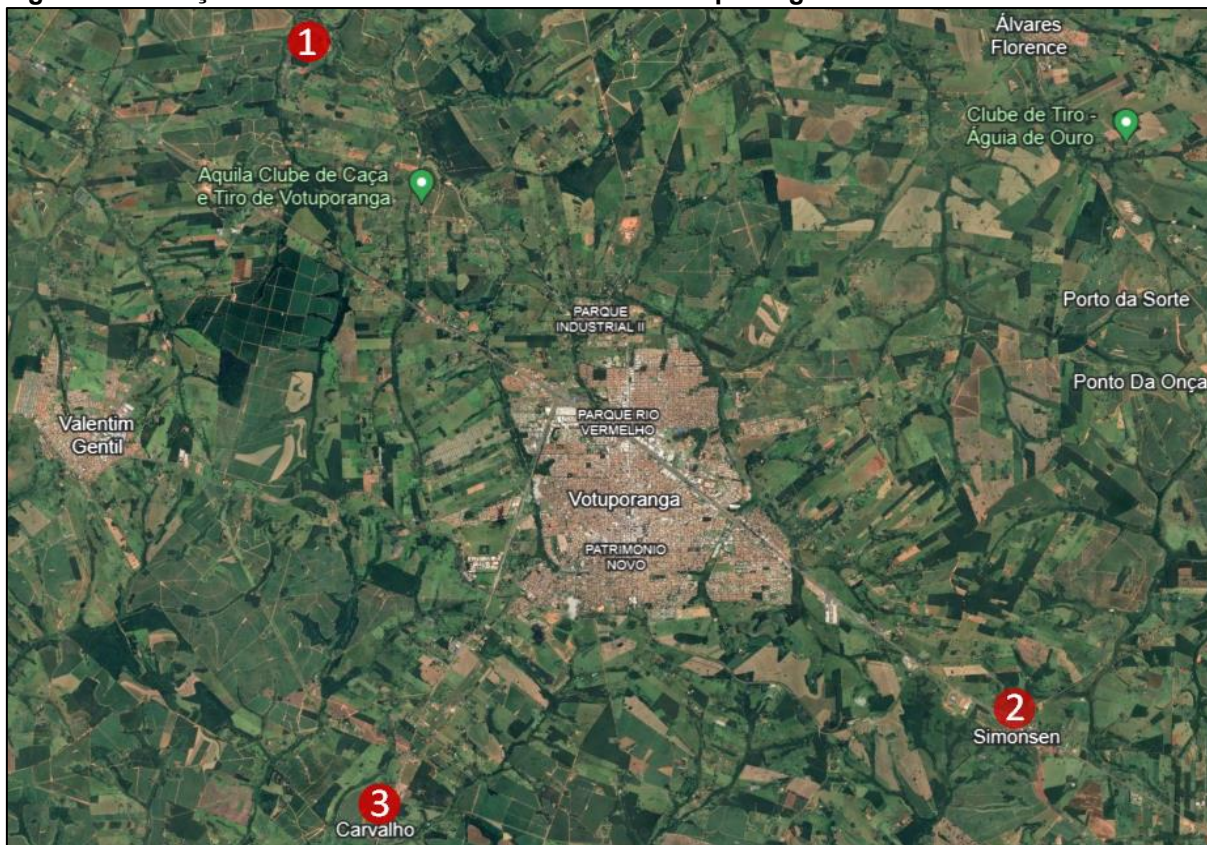 1
Álvares
Florence
Clube de Tiro -
Águia de Ouro
Aquila Clube de Caça
e Tiro de Votuporanga
PARQUE
INDUSTRIAL II
Porto da Sorte
Ponto Da Onça
Valentim
Gentil
PARQUE RIO
VERMELHO
Votuporanga
PATRIMONIO
NOVO
2
Simonsen
3
Carvalho